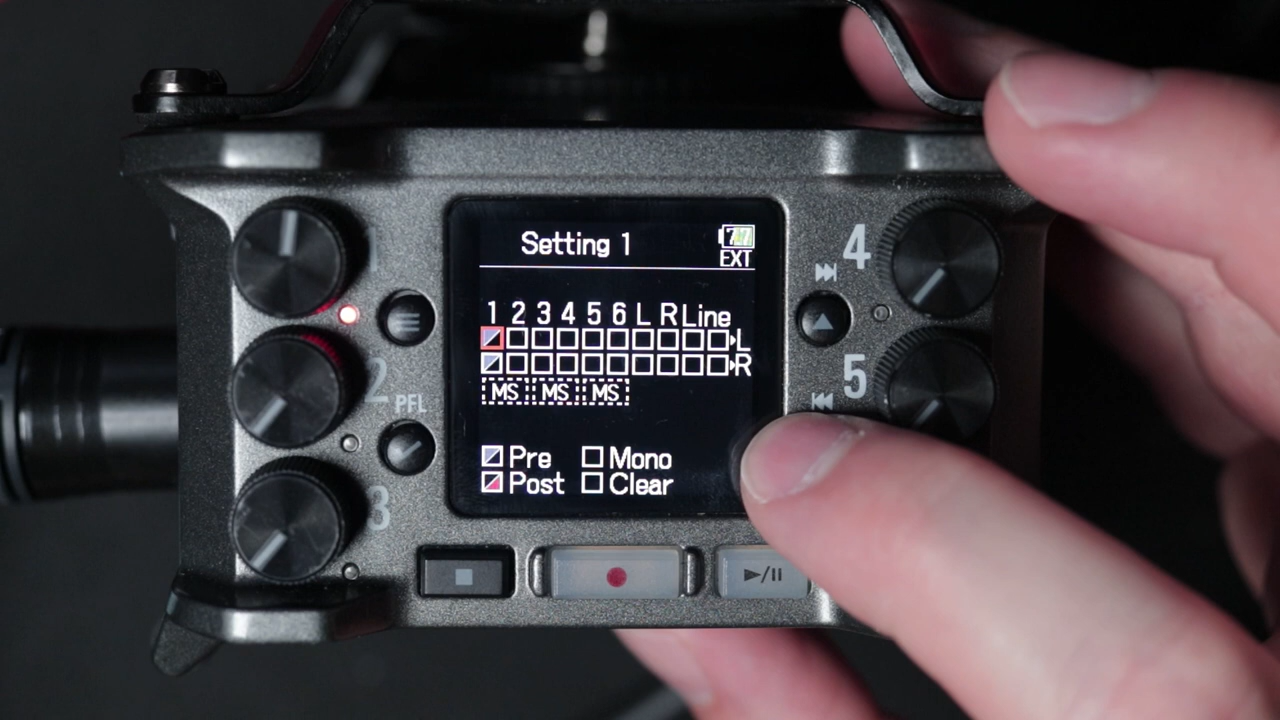 Setting 1
EXT
1 2 3 4 5 6 L R Line
L
R
MS MS MS
Pre Mono
Post Clear
1
2
PFL
3
4
5